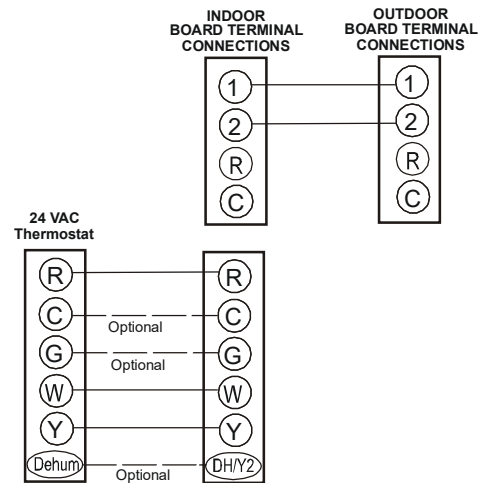 INDOOR
BOARD TERMINAL
CONNECTIONS
OUTDOOR
BOARD TERMINAL
CONNECTIONS
1 1
2 2
R R
C C
24 VAC
Thermostat
R R
C Optional C
G Optional G
W W
Y Y
Dehum Optional DH/Y2